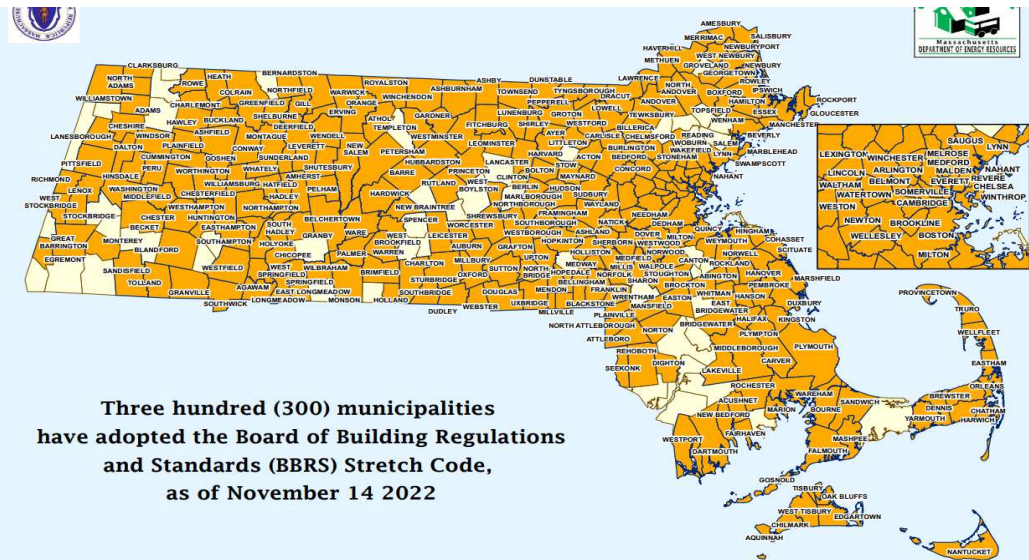 Massachusetts
DEPARTMENT OF ENERGY RESOURCES
AMESBURY
MERRIMAC
SALISBURY
HAVERHILL
NEWBURYPORT
WEST NEWBURY
METHUEN
GROVELAND
NEWBURY
GEORGETOWN
CLARKSBURG
NORTH ADAMS
ROWE
HEATH
BERNARDSTON
COLRAIN
NORTHFIELD
WARWICK
ROYALSTON
WINCHENDON
ASHBURNHAM
ASHBY
TOWNSEND
DUNSTABLE
PEPPERELL
TYNGSBOROUGH
DRACUT
LAWRENCE
NORTH ANDOVER
ANDOVER
BOXFORD
ROWLEY
IPSWICH
HAMILTON
ESSEX
ROCKPORT
GLOUCESTER
MANCHESTER
WILLIAMSTOWN
ADAMS
CHARLEMONT
GREENFIELD
GILL
ORANGE
ERVING
ATHOL
GARDNER
TEMPLETON
LUNENBURG
GROTON
LOWELL
TEWKSBURY
TOPSFIELD
WENHAM
CHESHIRE
HAWLEY
BUCKLAND
SHELBURNE
DEERFIELD
WENDELL
WESTMINSTER
FITCHBURG
SHIRLEY
WESTFORD
AYER
BILLERICA
CHELMSFORD
READING
BEVERLY
LANESBOROUGH
WINDSOR
ASHFIELD
MONTAGUE
LEOMINSTER
LITTLETON
CARLISLE
WOBURN
SALEM
WAKEFIELD
LYNN
MARBLEHEAD
SWAMPSCOTT
DALTON
PLAINFIELD
CONWAY
LEVERETT
NEW SALEM
PETERSHAM
HARVARD
ACTON
BURLINGTON
BEDFORD
STONEHAM
NAHANT
CUMMINGTON
GOSHEN
SUNDERLAND
HUBBARDSTON
LANCASTER
STOW
PITTSFIELD
PERU
WORTHINGTON
WHATELY
SHUTESBURY
BARRE
PRINCETON
BOLTON
MAYNARD
CONCORD
RICHMOND
HINSDALE
WILLIAMSBURG
HATFIELD
AMHERST
PELHAM
RUTLAND
CLINTON
WEST BOYLSTON
BERLIN
HUDSON
SUDBURY
LENOX
WASHINGTON
MIDDLEFIELD
CHESTERFIELD
HADLEY
HARDWICK
MARLBOROUGH
NORTHBOROUGH
WAYLAND
WEST STOCKBRIDGE
WESTHAMPTON
NORTHAMPTON
NEW BRAINTREE
SHREWSBURY
FRAMINGHAM
NEEDHAM
STOCKBRIDGE
CHESTER
HUNTINGTON
BELCHERTOWN
SPENCER
WORCESTER
SOUTHBOROUGH
NATICK
DEDHAM
QUINCY
HINGHAM
BECKET
EASTHAMPTON
SOUTH HADLEY
GRANBY
WARE
WEST BROOKFIELD
LEICESTER
WESTBOROUGH
ASHLAND
DOVER
MILTON
WEYMOUTH
COHASSET
GREAT BARRINGTON
MONTEREY
BLANDFORD
SOUTHAMPTON
HOLYOKE
AUBURN
GRAFTON
HOPKINTON
SHERBORN
WESTWOOD
SCITUATE
EGREMONT
CHICOPEE
PALMER
WARREN
MILLBURY
UPTON
HOLLISTON
MEDFIELD
NORWOOD
NORWELL
SANDISFIELD
WESTFIELD
WEST SPRINGFIELD
WILBRAHAM
BRIMFIELD
CHARLTON
SUTTON
NORTHBRIDGE
MEDWAY
MILLIS
WALPOLE
CANTON
ROCKLAND
TOLLAND
SPRINGFIELD
STURBRIDGE
OXFORD
HOPEDALE
NORFOLK
STOUGHTON
ABINGTON
HANOVER
MARSHFIELD
GRANVILLE
AGAWAM
EAST LONGMEADOW
LONGMEADOW
SOUTHBRIDGE
DOUGLAS
MENDON
BELLINGHAM
FRANKLIN
SHARON
BROCKTON
PEMBROKE
SOUTHWICK
MONSON
HOLLAND
DUDLEY
WEBSTER
UXBRIDGE
MILLVILLE
BLACKSTONE
WRENTHAM
MANSFIELD
EASTON
WHITMAN
HANSON
DUXBURY
PLAINVILLE
EAST BRIDGEWATER
HALIFAX
KINGSTON
NORTH ATTLEBOROUGH
NORTON
BRIDGEWATER
PLYMPTON
ATTLEBORO
MIDDLEBOROUGH
PLYMOUTH
REHOBOTH
CARVER
SEEKONK
DIGHTON
LAKEVILLE
ROCHESTER
WAREHAM
ACUSHNET
MARION
BOURNE
SANDWICH
NEW BEDFORD
FAIRHAVEN
MASHPEE
WESTPORT
DARTMOUTH
FALMOUTH
PROVINCETOWN
TRURO
WELLFLEET
EASTHAM
ORLEANS
BREWSTER
DENNIS
CHATHAM
YARMOUTH
HARWICH
GOSNOLD
TISBURY
OAK BLUFFS
WEST TISBURY
EDGARTOWN
CHILMARK
AQUINNAH
NANTUCKET
SAUGUS
LYNN
LEXINGTON
WINCHESTER
MELROSE
MEDFORD
LINCOLN
ARLINGTON
MALDEN
NAHANT
WALTHAM
BELMONT
EVERETT
REVERE
WATERTOWN
SOMERVILLE
CHELSEA
WESTON
CAMBRIDGE
WINTHROP
NEWTON
BROOKLINE
WELLESLEY
BOSTON
MILTON
Three hundred (300) municipalities
have adopted the Board of Building Regulations
and Standards (BBRS) Stretch Code,
as of November 14 2022